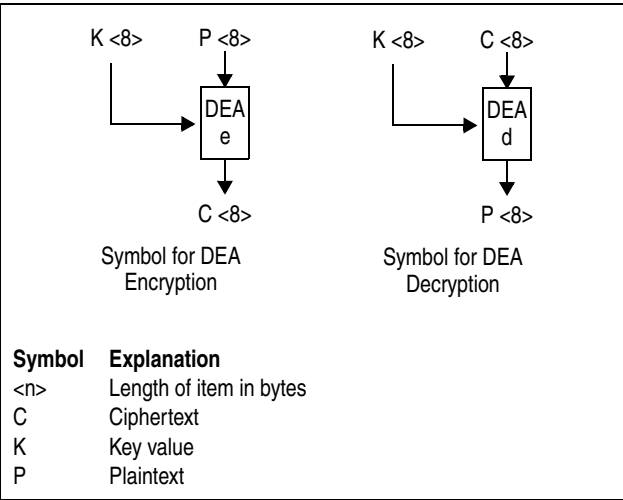 K <8> P <8> K <8> C <8>
DEA DEA
e d
C <8> P <8>
Symbol for DEA Symbol for DEA
Encryption Decryption
Symbol Explanation
<n> Length of item in bytes
C Ciphertext
K Key value
P Plaintext